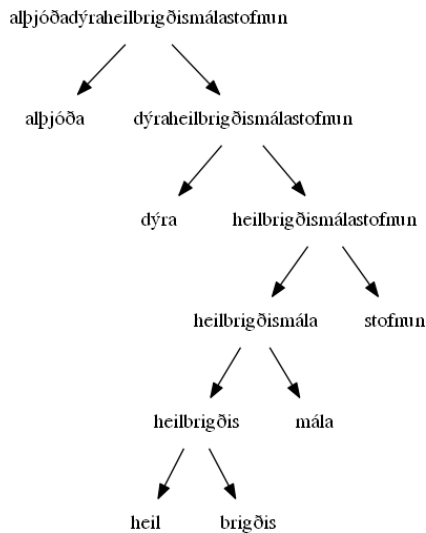 alþjóðadýraheilbrigðismálastofnun
alþjóða dýraheilbrigðismálastofnun
dýra heilbrigðismálastofnun
heilbrigðismála stofnun
heilbrigðis mála
heil brigðis